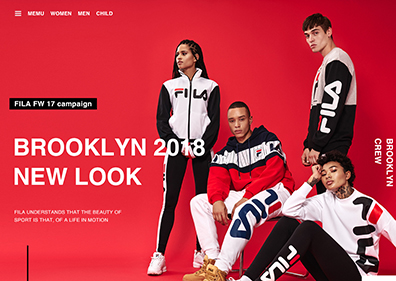 MEMU WOMEN MEN CHILD
FILA FW 17 campaign
BROOKLYN 2018
NEW LOOK
FILA UNDERSTANDS THAT THE BEAUTY OF
SPORT IS THAT, OF A LIFE IN MOTION
BROOKLYN
CREW
FILA
FILA
FILA
FILA
FILA
FILA